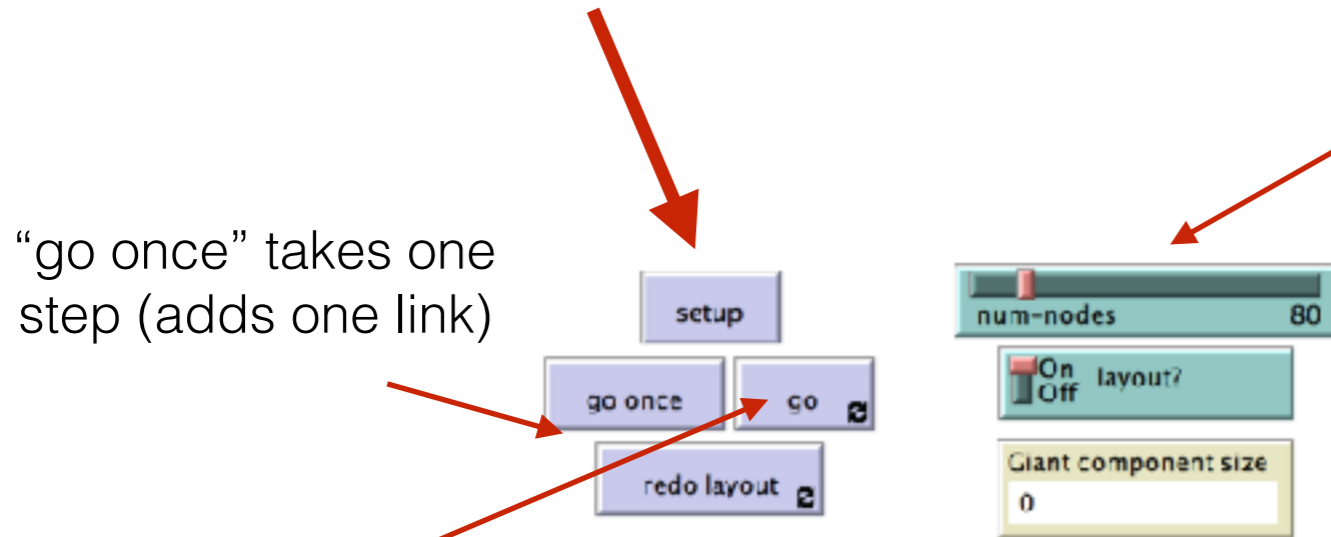 “go once” takes one
step (adds one link)
setup
go once
go
redo layout
num-nodes 80
On
Off
layout?
Giant component size
0